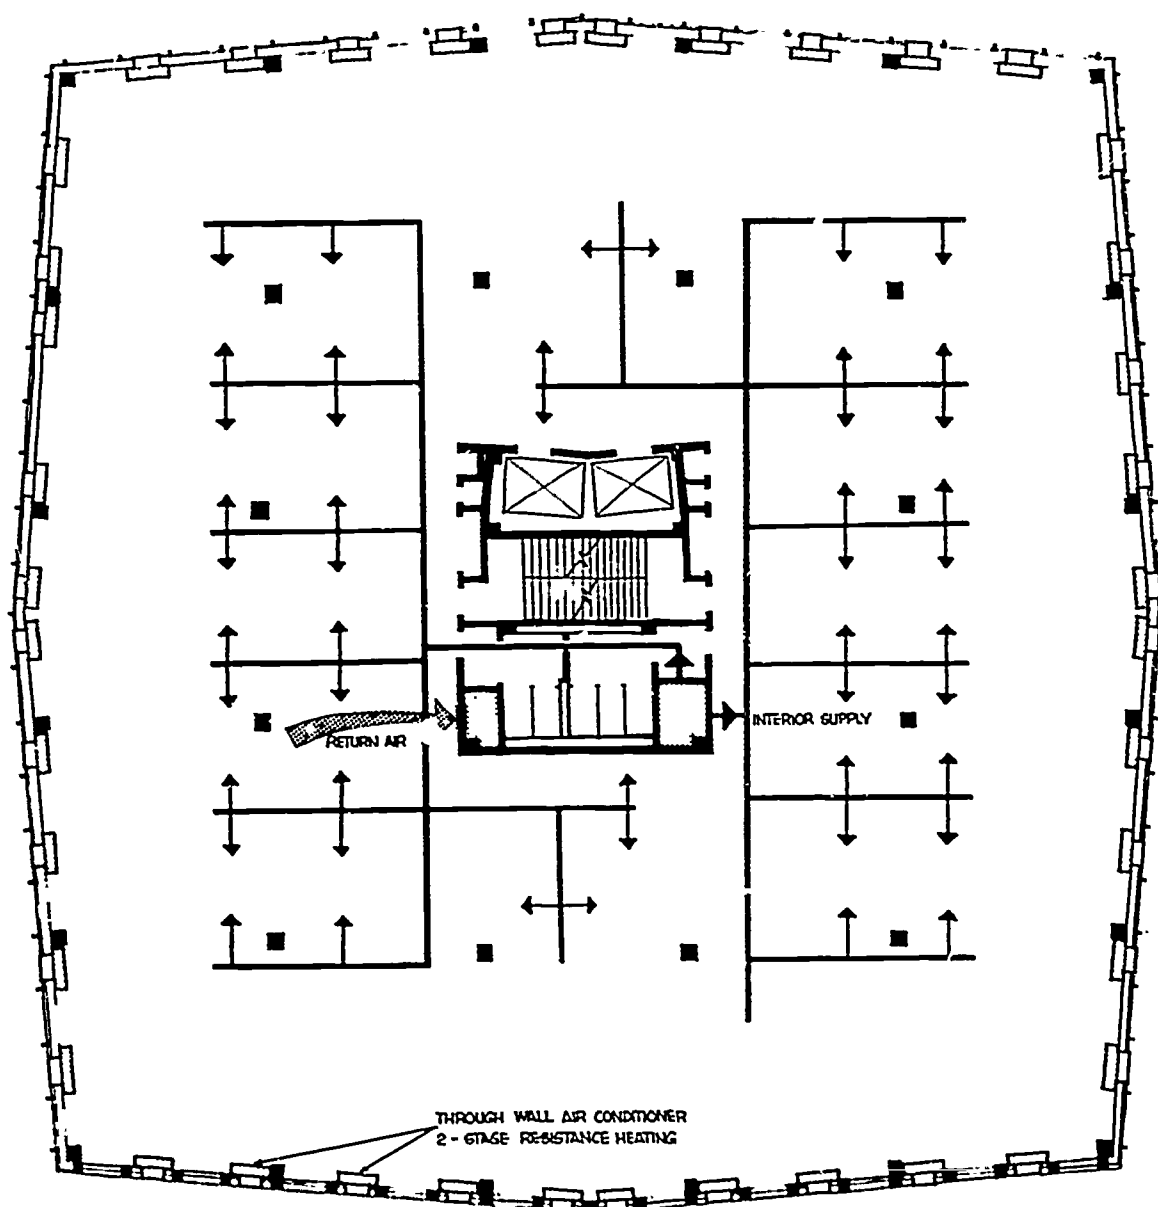 INTERIOR SUPPLY
RETURN AIR
THROUGH WALL AIR CONDITIONER
2 - STAGE RESISTANCE HEATING